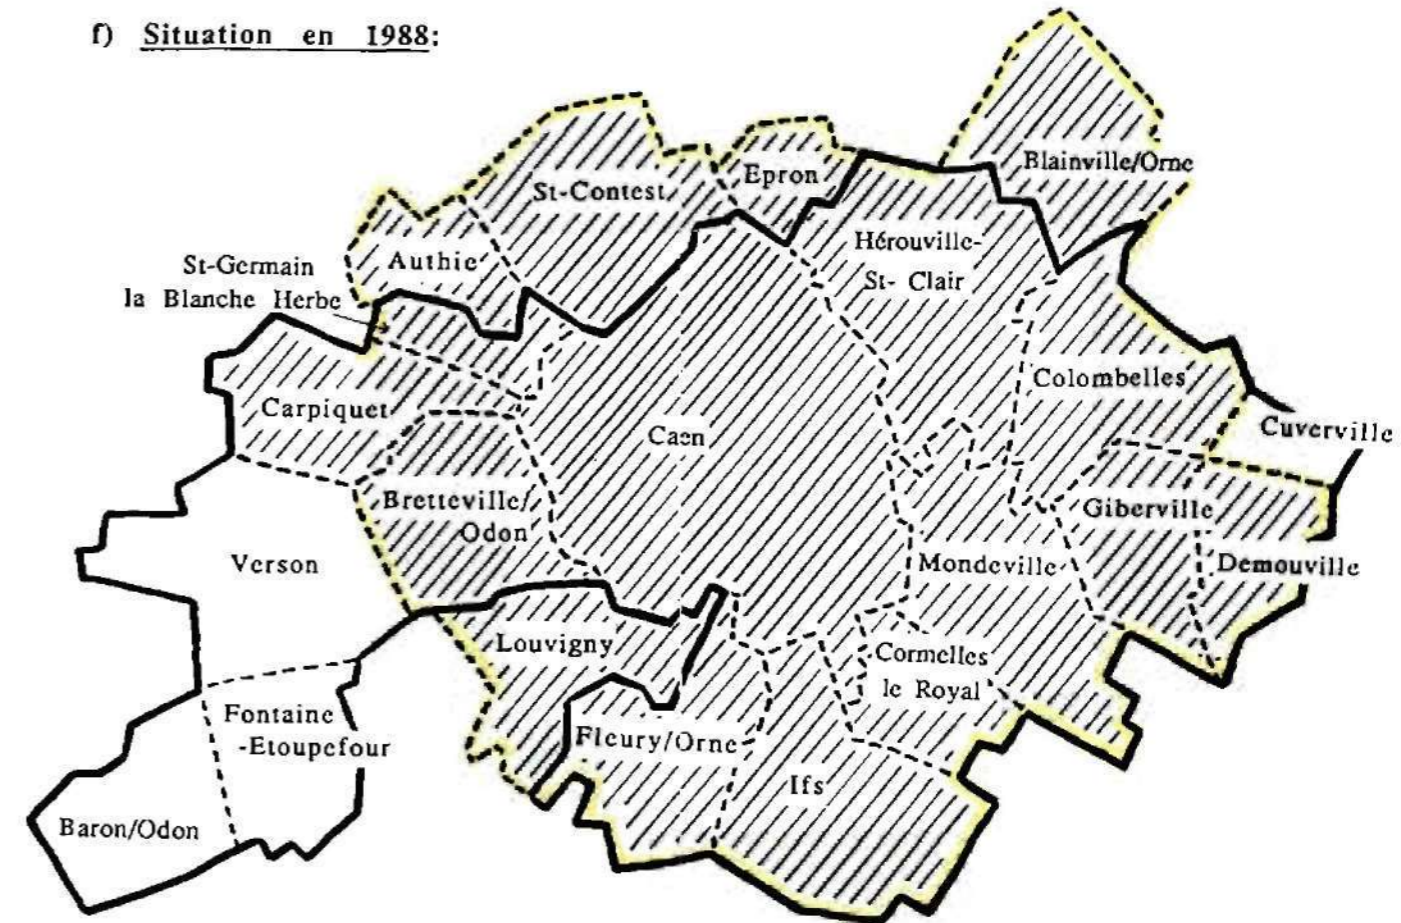 f) Situation en 1988:
Blainville/Orne
Epron
St-Contest
Hérouville-
St- Clair
Authie
St-Germain
la Blanche Herbe
Colombelles
Carpiquet
Cuverville
Caen
Bretteville/
Odon
Giberville
Verson
Mondeville
Demouville
Louvigny
Cormelles
le Royal
Fontaine
-Etoupefour
Fleury/Orne
Ifs
Baron/Odon